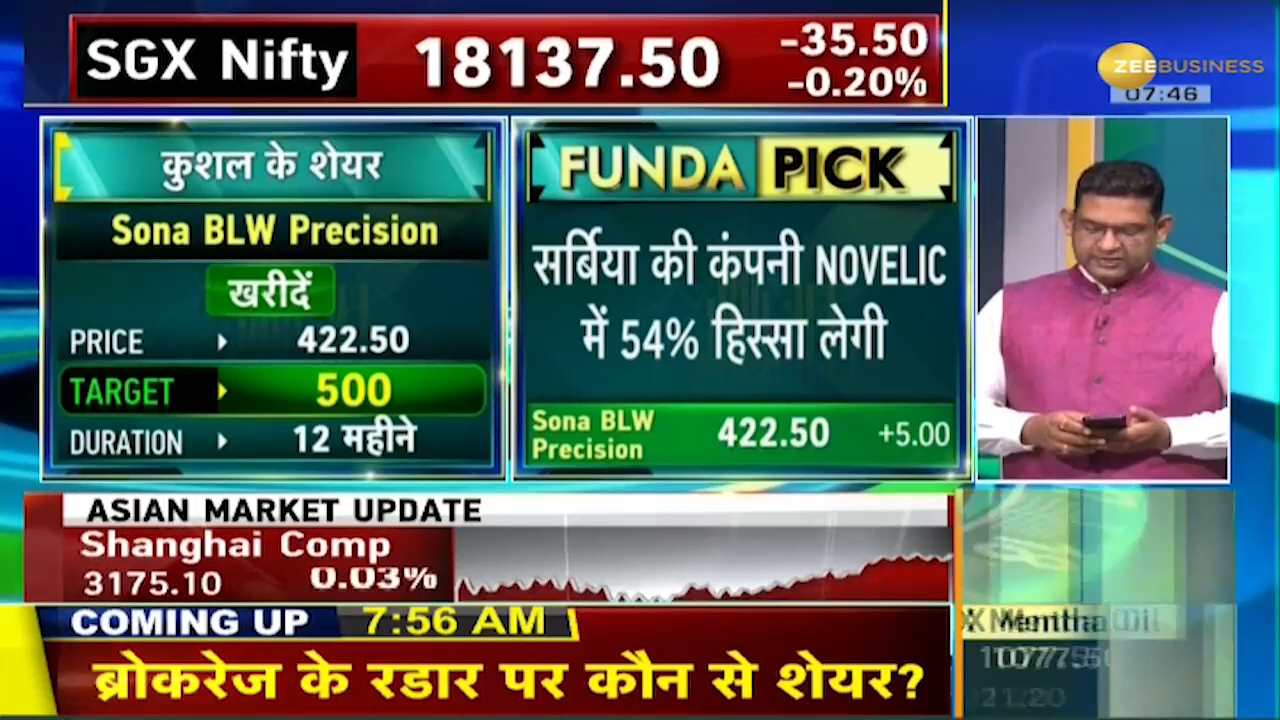 SGX Nifty 18137.50 -35.50
-0.20%
ZEEBUSINESS
07:46
कुशल के शेयर
Sona BLW Precision
खरीदें
PRICE 422.50
TARGET 500
DURATION 12 महीने
FUNDA PICK
सर्बिया की कंपनी NOVELIC
में 54% हिस्सा लेगी
Sona BLW
Precision 422.50 +5.00
ASIAN MARKET UPDATE
Shanghai Comp
3175.10 0.03%
COMING UP 7:56 AM
ब्रोकरेज के रडार पर कौन से शेयर?
Mentha Oil